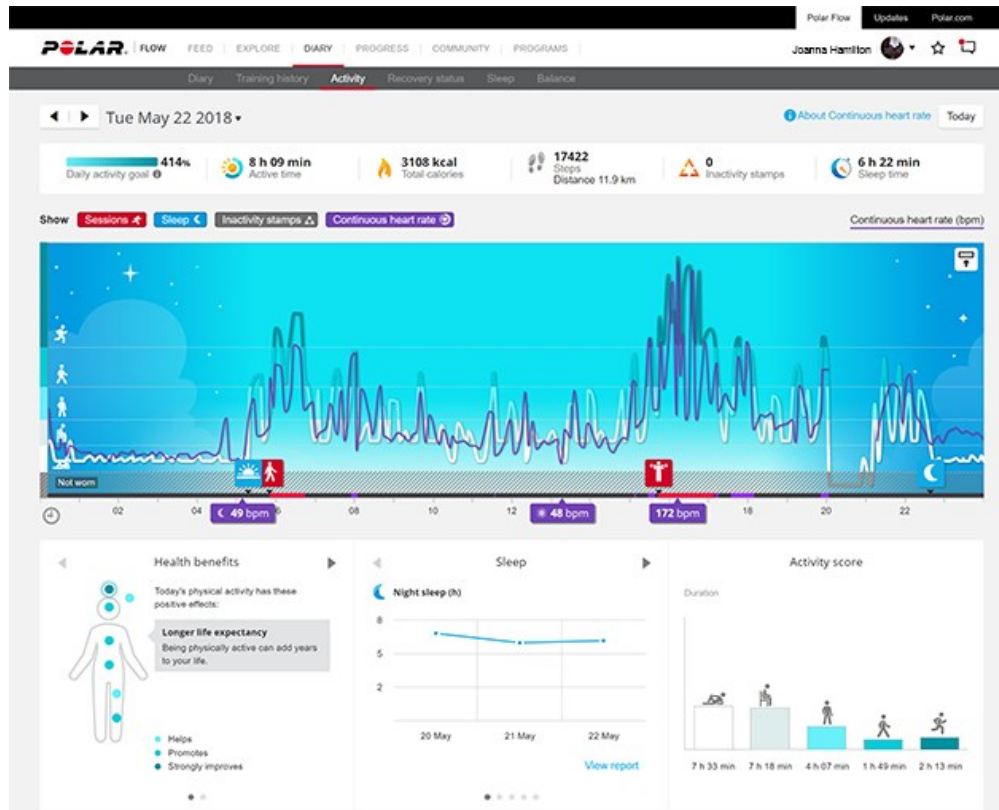 Polar Flow Updates Polar.com
POLAR. FLOW FEED EXPLORE DIARY PROGRESS COMMUNITY PROGRAMS Joanna Hamilton
Diary Training history Activity Recovery status Sleep Balance
Tue May 22 2018 About Continuous heart rate Today
414% 8 h 09 min 3108 kcal 17422 0 6 h 22 min
Daily activity goal Active time Total calories Steps Inactivity stamps Sleep time
Distance 11.9 km
Show Sessions Sleep Inactivity stamps Continuous heart rate Continuous heart rate (bpm)
Not worn
02 04 6 08 10 12 18 20 22
49 bpm 48 bpm 172 bpm
Health benefits Sleep Activity score
Today's physical activity has these
positive effects:
Longer life expectancy
Being physically active can add years
to your life.
Helps
Promotes
Strongly improves
Night sleep (h)
8
5
2
20 May 21 May 22 May
View report
Duration
7 h 33 min 7 h 18 min 4 h 07 min 1 h 49 min 2 h 13 min